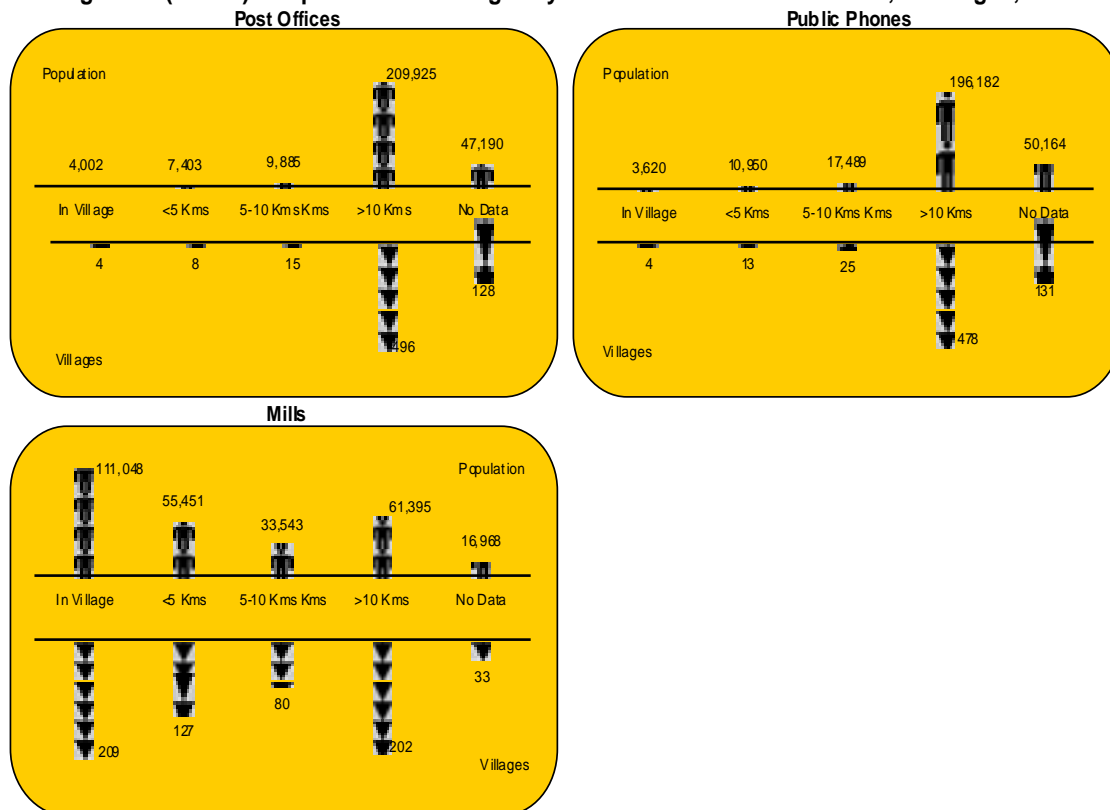 Post Offices
Population
209,925
47,190
4,002
7,403
9,885
In Village
<5 Kms
5-10 Kms Kms
>10 Kms
No Data
4
8
15
128
496
Villages
Public Phones
Population
196,182
50,164
3,620
10,950
17,489
In Village
<5 Kms
5-10 Kms Kms
>10 Kms
No Data
4
13
25
131
478
Villages
Mills
111,048
Population
55,451
33,543
61,395
16,968
In Village
<5 Kms
5-10 Kms Kms
>10 Kms
No Data
33
80
127
209
202
Villages